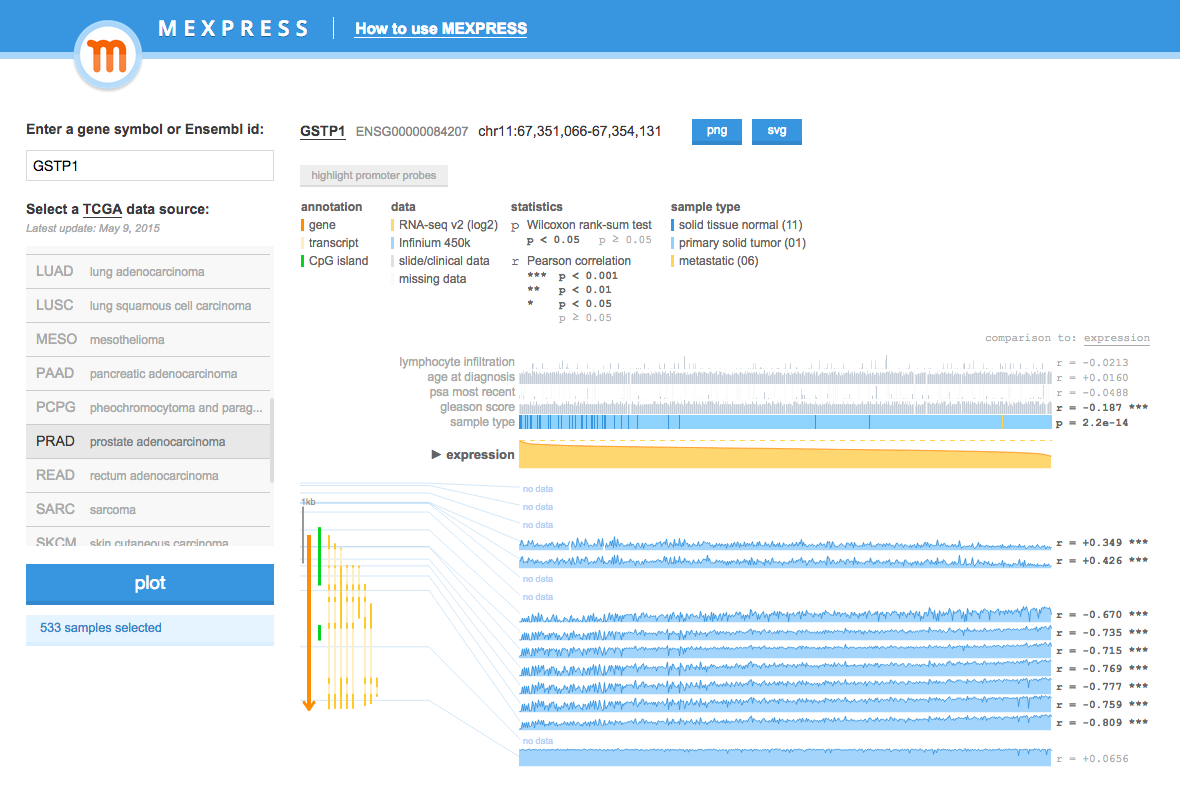 m MEXPRESS How to use MEXPRESS
Enter a gene symbol or Ensembl id:
GSTP1
Select a TCGA data source:
Latest update: May 9, 2015
LUAD lung adenocarcinoma
LUSC lung squamous cell carcinoma
MESO mesothelioma
PAAD pancreatic adenocarcinoma
PCPG pheochromocytoma and parag...
PRAD prostate adenocarcinoma
READ rectum adenocarcinoma
SARC sarcoma
SKCM skin cutaneous carcinoma
plot
533 samples selected
GSTP1 ENSG00000084207 chr11:67,351,066-67,354,131 png svg
highlight promoter probes
annotation
gene
transcript
CpG island
data
RNA-seq v2 (log2)
Infinium 450k
slide/clinical data
missing data
statistics
p Wilcoxon rank-sum test
p < 0.05 p ≥ 0.05
r Pearson correlation
*** p < 0.001
** p < 0.01
* p < 0.05
p ≥ 0.05
sample type
solid tissue normal (11)
primary solid tumor (01)
metastatic (06)
comparison to: expression
lymphocyte infiltration r = -0.0213
age at diagnosis r = +0.0160
psa most recent r = -0.0488
gleason score r = -0.187 ***
sample type p = 2.2e-14
▶ expression
1kb
no data
no data
no data
r = +0.349 ***
r = +0.426 ***
no data
no data
r = -0.670 ***
r = -0.735 ***
r = -0.715 ***
r = -0.769 ***
r = -0.777 ***
r = -0.759 ***
r = -0.809 ***
no data
r = +0.0656